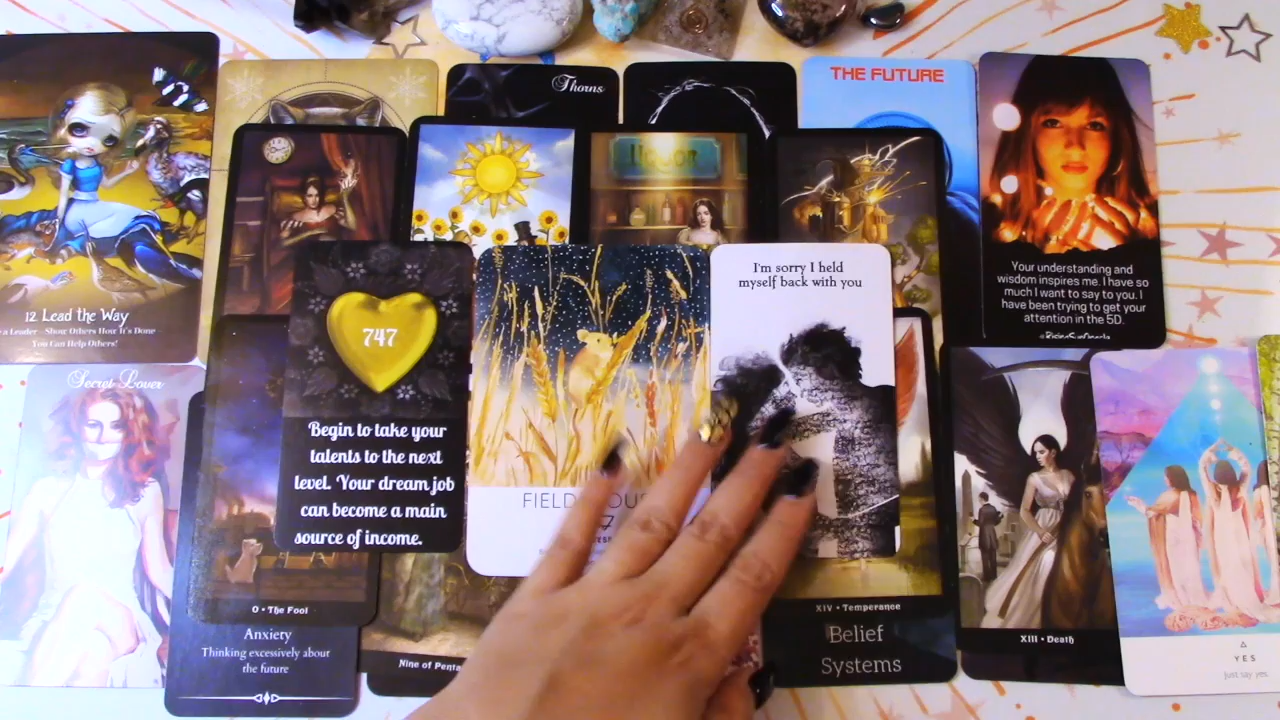 Thorns
THE FUTURE
Liquor
12 Lead the Way
a Leader - Show Others How It's Done
You Can Help Others!
Your understanding and
wisdom inspires me. I have so
much I want to say to you. I
have been trying to get your
attention in the 5D.
I'm sorry I held
myself back with you
747
Begin to take your
talents to the next
level. Your dream job
can become a main
source of income.
Secret Lover
FIELD
0 • The Fool
Anxiety
Thinking excessively about
the future
Nine of
XIV • Temperance
Belief
Systems
XIII • Death
YES
just say yes.